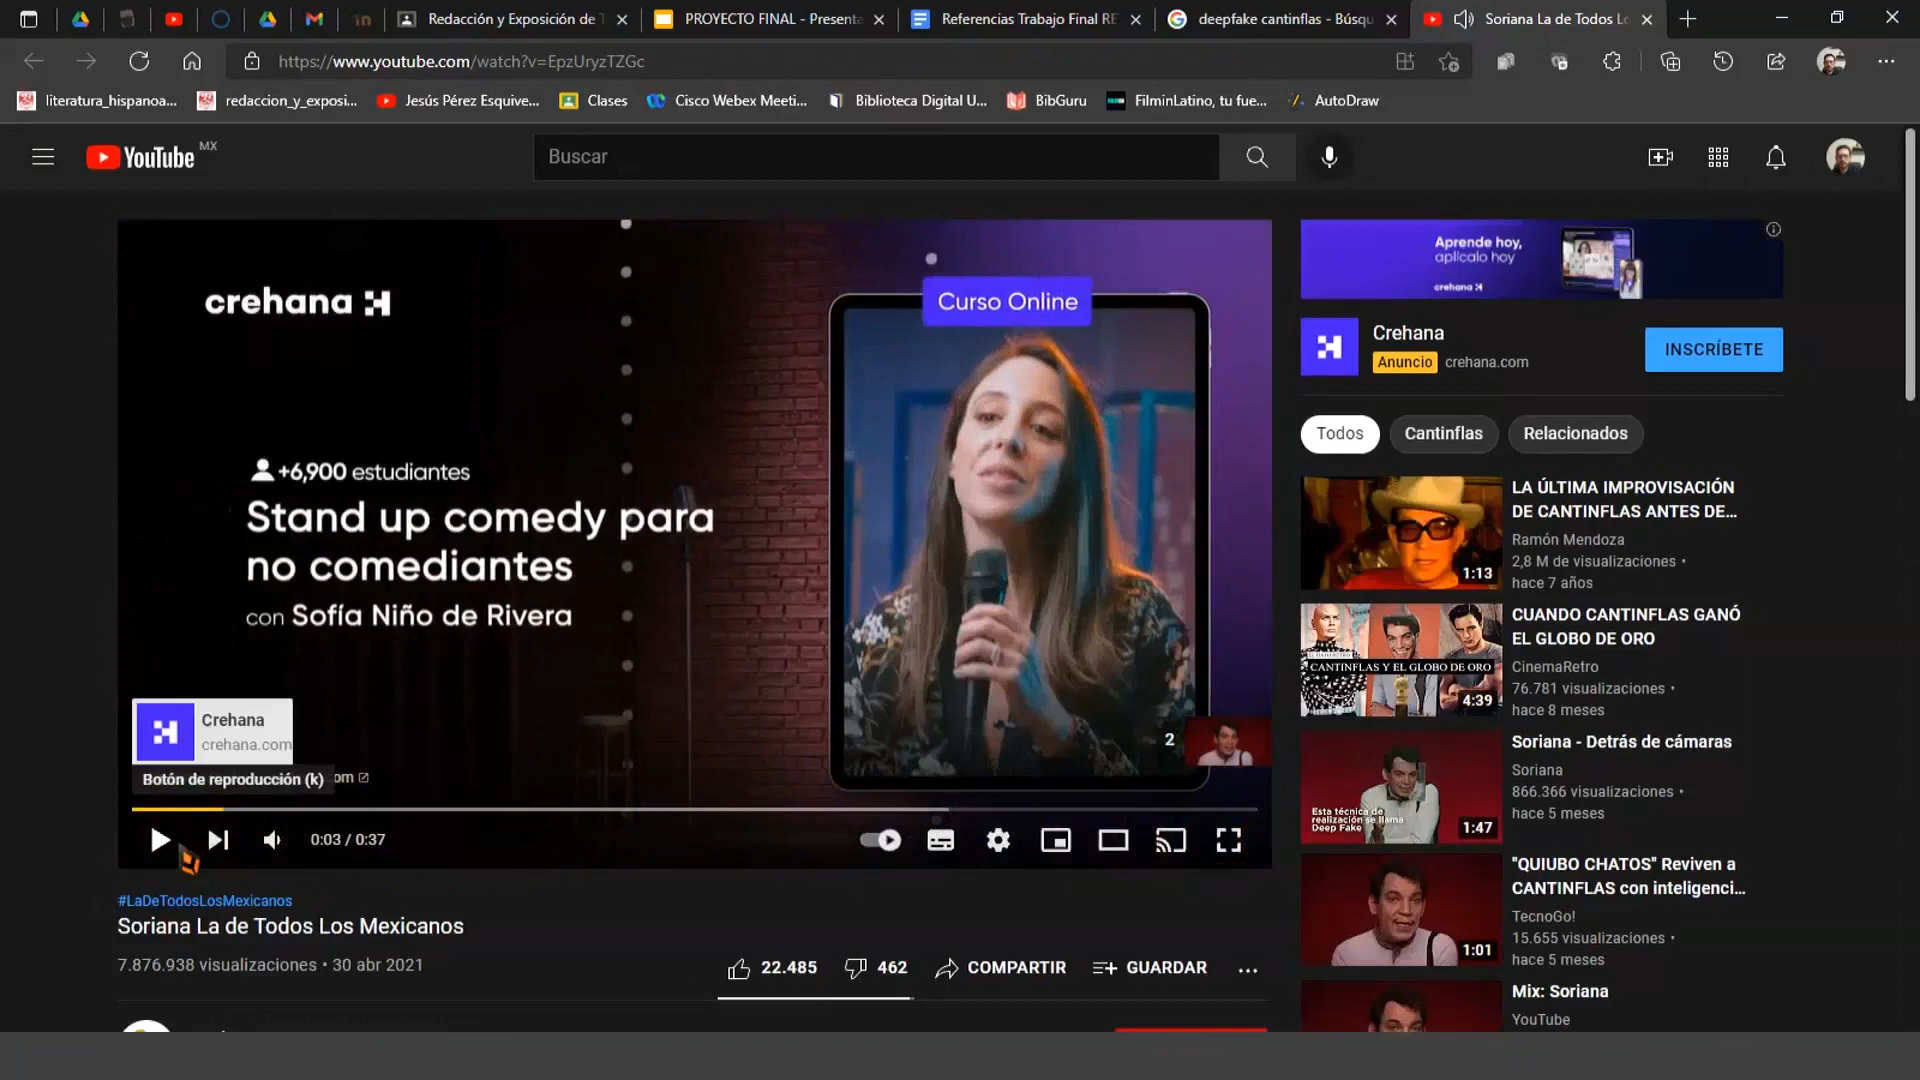 Redacción y Exposición de T
PROYECTO FINAL - Presenta
Referencias Trabajo Final RE
deepfake cantinflas - Búsqu
Soriana La de Todos Lo
https://www.youtube.com/watch?v=EpzUryzTZGc
literatura_hispanoa...
redaccion_y_exposi...
Jesús Pérez Esquive...
Clases
Cisco Webex Meeti...
Biblioteca Digital U...
BibGuru
FilminLatino, tu fue...
AutoDraw
YouTube MX
Buscar
crehana
Curso Online
+6,900 estudiantes
Stand up comedy para
no comediantes
con Sofía Niño de Rivera
Crehana
crehana.com
2
Botón de reproducción (k)
om
0:03 / 0:37
#LaDeTodosLosMexicanos
Soriana La de Todos Los Mexicanos
7.876.938 visualizaciones • 30 abr 2021
22.485
462
COMPARTIR
GUARDAR
Aprende hoy,
aplícalo hoy
crehana
Crehana
Anuncio crehana.com
INSCRÍBETE
Todos
Cantinflas
Relacionados
LA ÚLTIMA IMPROVISACIÓN
DE CANTINFLAS ANTES DE...
Ramón Mendoza
2,8 M de visualizaciones •
hace 7 años
1:13
CUANDO CANTINFLAS GANÓ
EL GLOBO DE ORO
CinemaRetro
76.781 visualizaciones •
hace 8 meses
CANTINFLAS Y EL GLOBO DE ORO
4:39
Soriana - Detrás de cámaras
Soriana
866.366 visualizaciones •
hace 5 meses
Esta técnica de
realización se llama
Deep Fake
1:47
"QUIUBO CHATOS" Reviven a
CANTINFLAS con inteligenci...
TecnoGo!
15.655 visualizaciones •
hace 5 meses
1:01
Mix: Soriana
YouTube